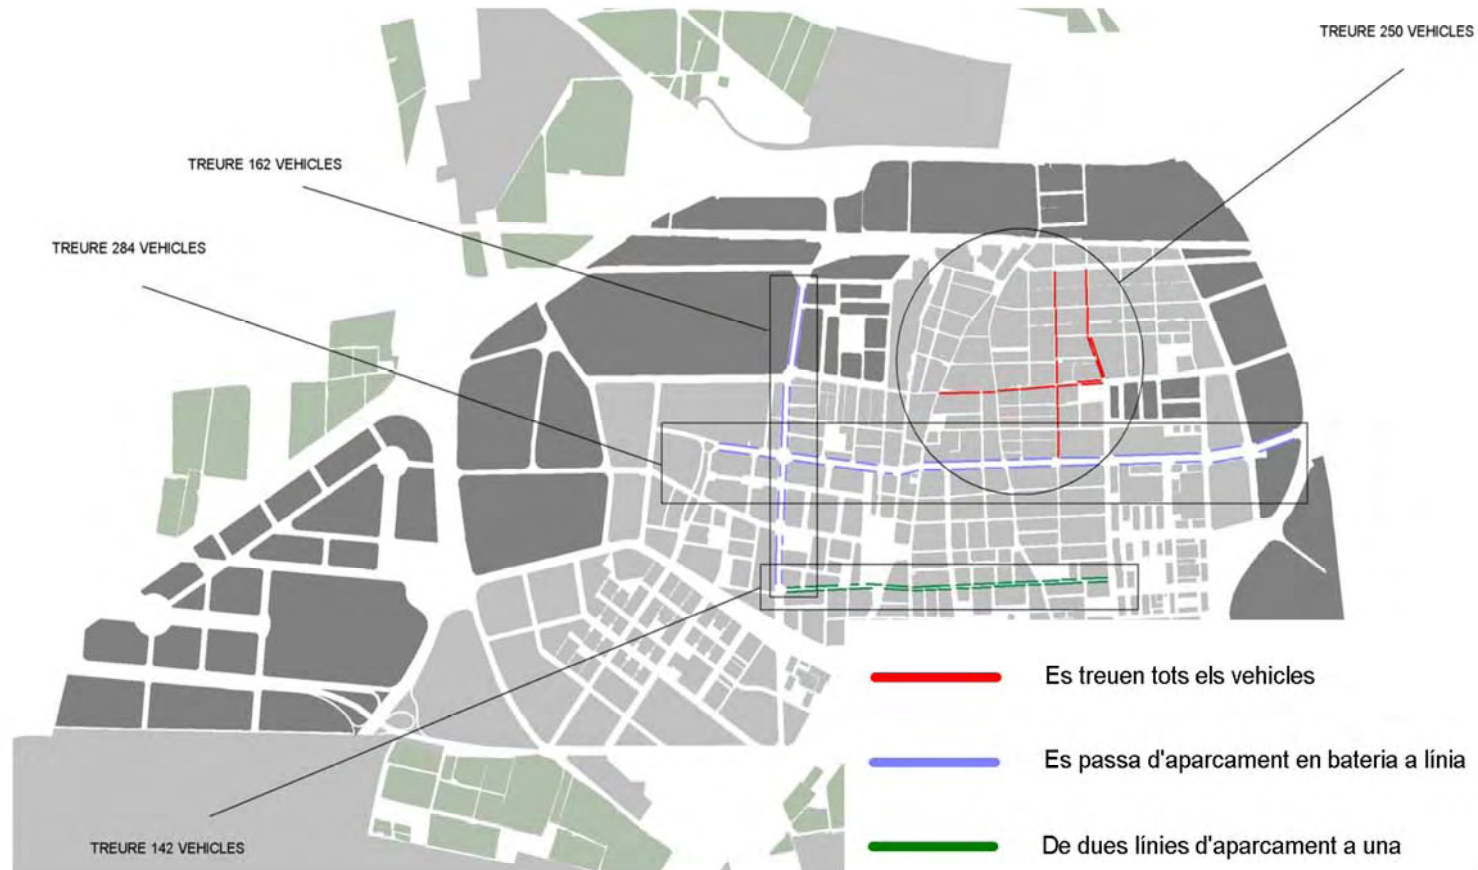 TREURE 250 VEHICLES
TREURE 162 VEHICLES
TREURE 284 VEHICLES
Es treuen tots els vehicles
Es passa d'aparcament en bateria a línia
TREURE 142 VEHICLES
De dues línies d'aparcament a una